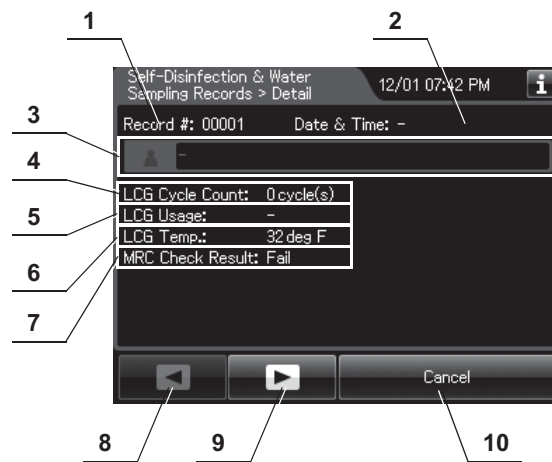 1 2
Self-Disinfection & Water
Sampling Records > Detail
12/01 07:42 PM
i
3
Record #: 00001 Date & Time: -
-
4
LCG Cycle Count: 0 cycle(s)
5
LCG Usage: -
LCG Temp.: 32 deg F
6
MRC Check Result: Fail
7
Cancel
8 9 10